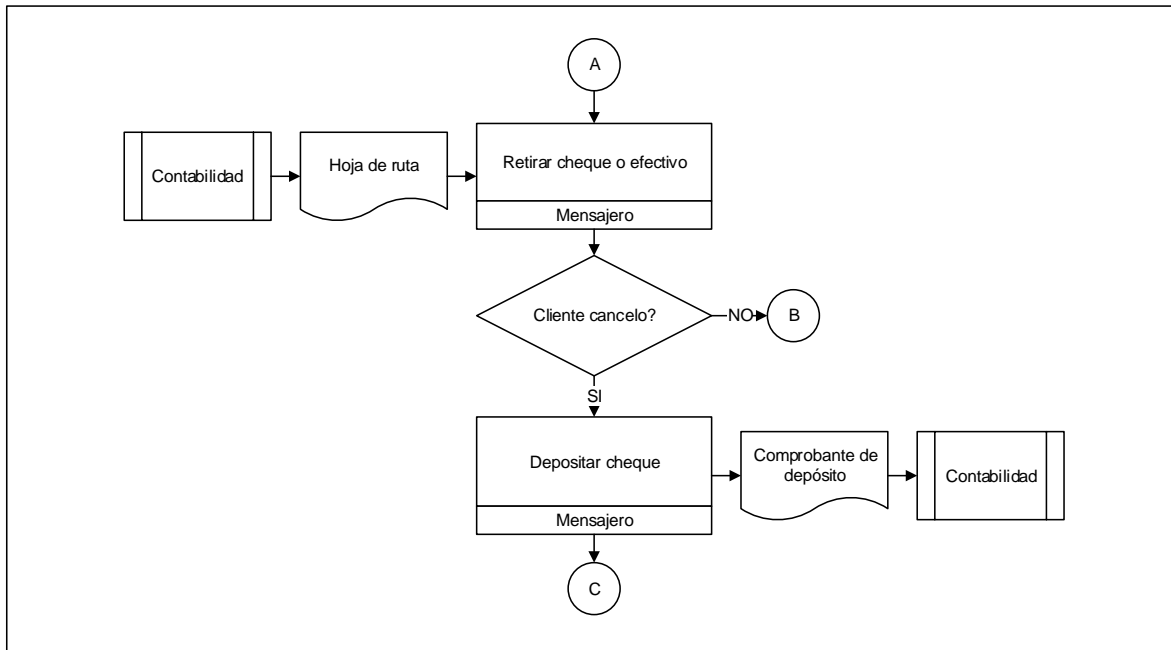 A
Contabilidad
Hoja de ruta
Retirar cheque o efectivo
Mensajero
Cliente cancelo?
NO
B
SI
Depositar cheque
Mensajero
Comprobante de
depósito
Contabilidad
C